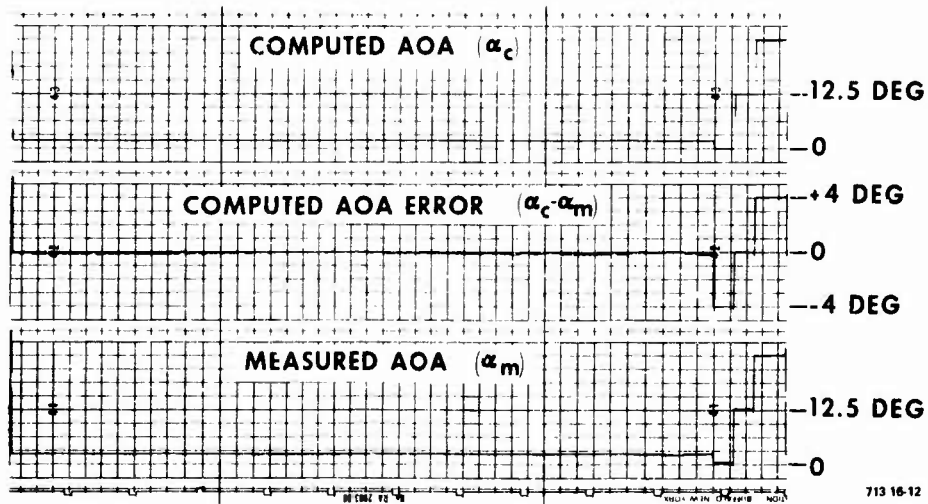 COMPUTED AOA (αc)
--12.5 DEG
--0
COMPUTED AOA ERROR (αc-αm)
--+4 DEG
--0
---4 DEG
MEASURED AOA (αm)
--12.5 DEG
--0
713 16-12